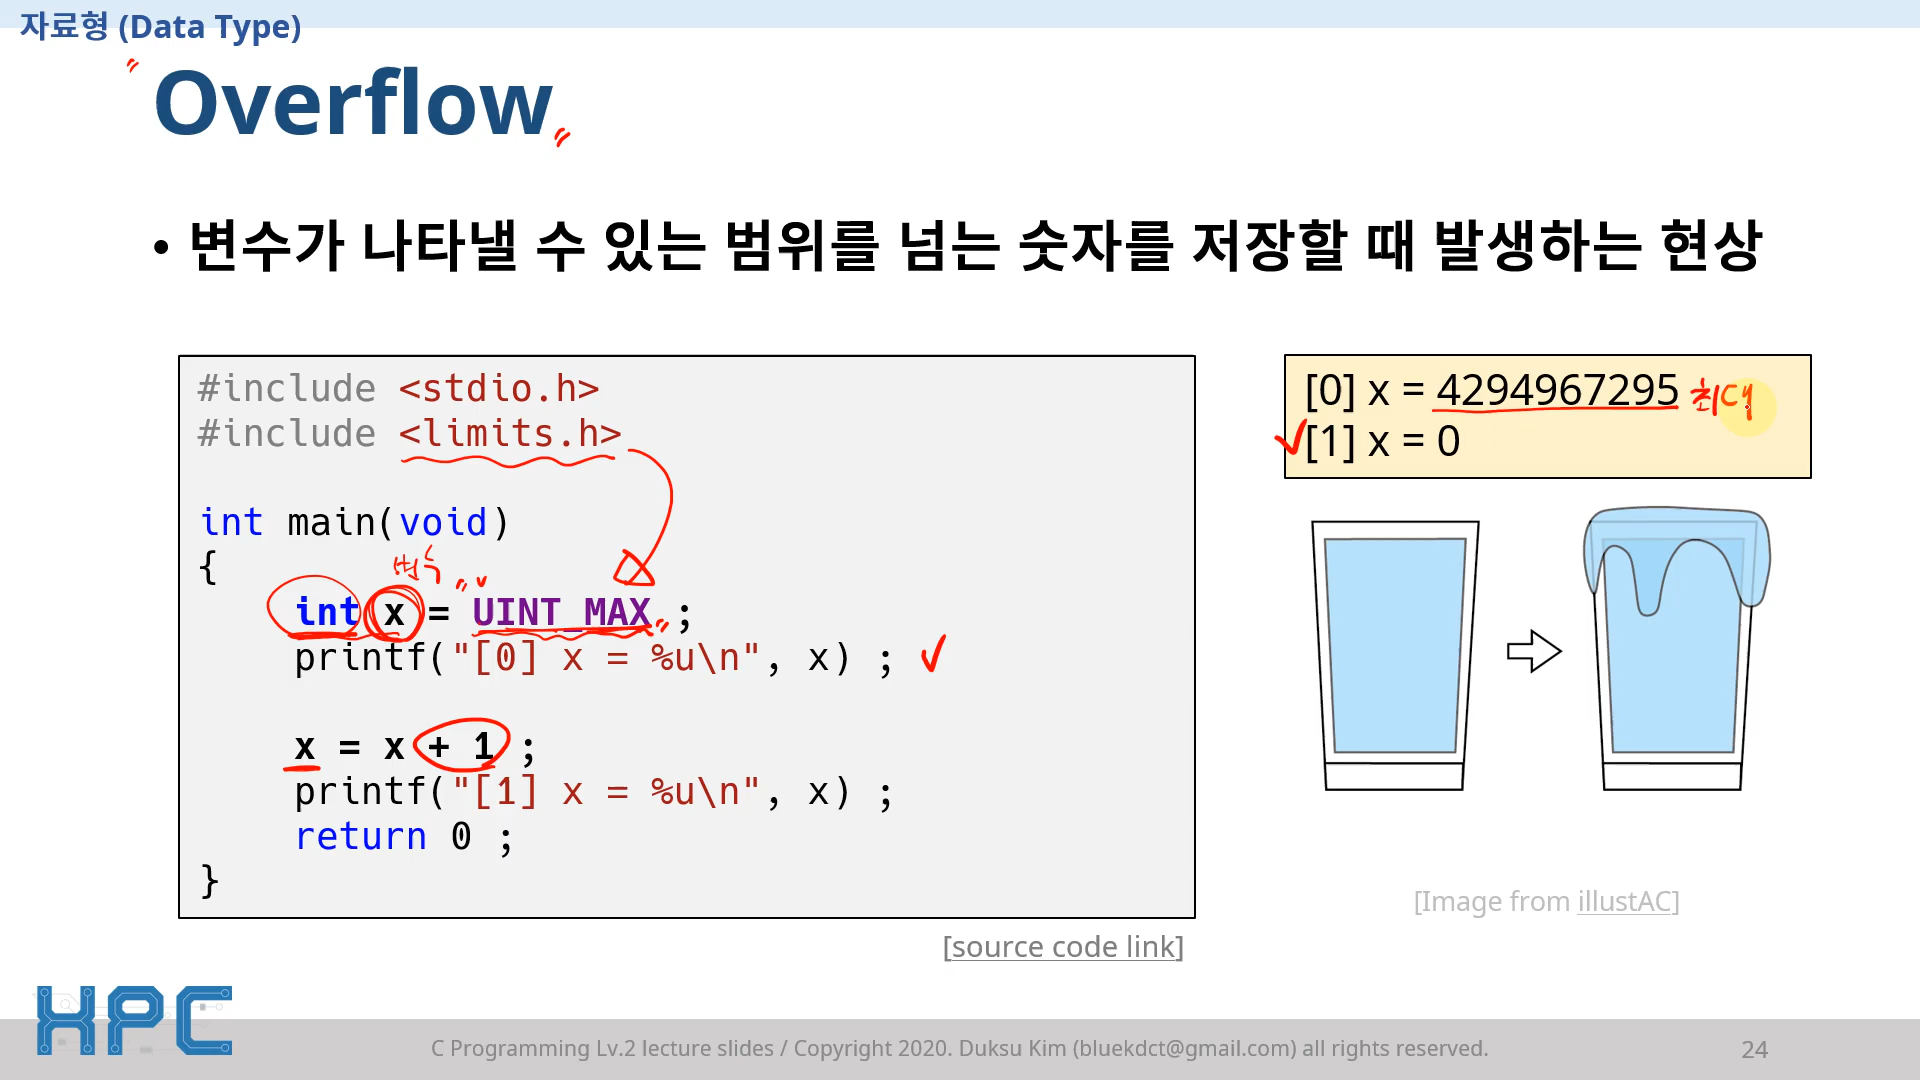 자료형 (Data Type)
Overflow
• 변수가 나타낼 수 있는 범위를 넘는 숫자를 저장할 때 발생하는 현상
#include <stdio.h>
#include <limits.h>
int main(void)
{
변수
int x = UINT_MAX ;
printf("[0] x = %u\n", x) ;
x = x + 1 ;
printf("[1] x = %u\n", x) ;
return 0 ;
}
[source code link]
[0] x = 4294967295 최대
[1] x = 0
[Image from illustAC]
HPC
C Programming Lv.2 lecture slides / Copyright 2020. Duksu Kim (bluekdct@gmail.com) all rights reserved.
24